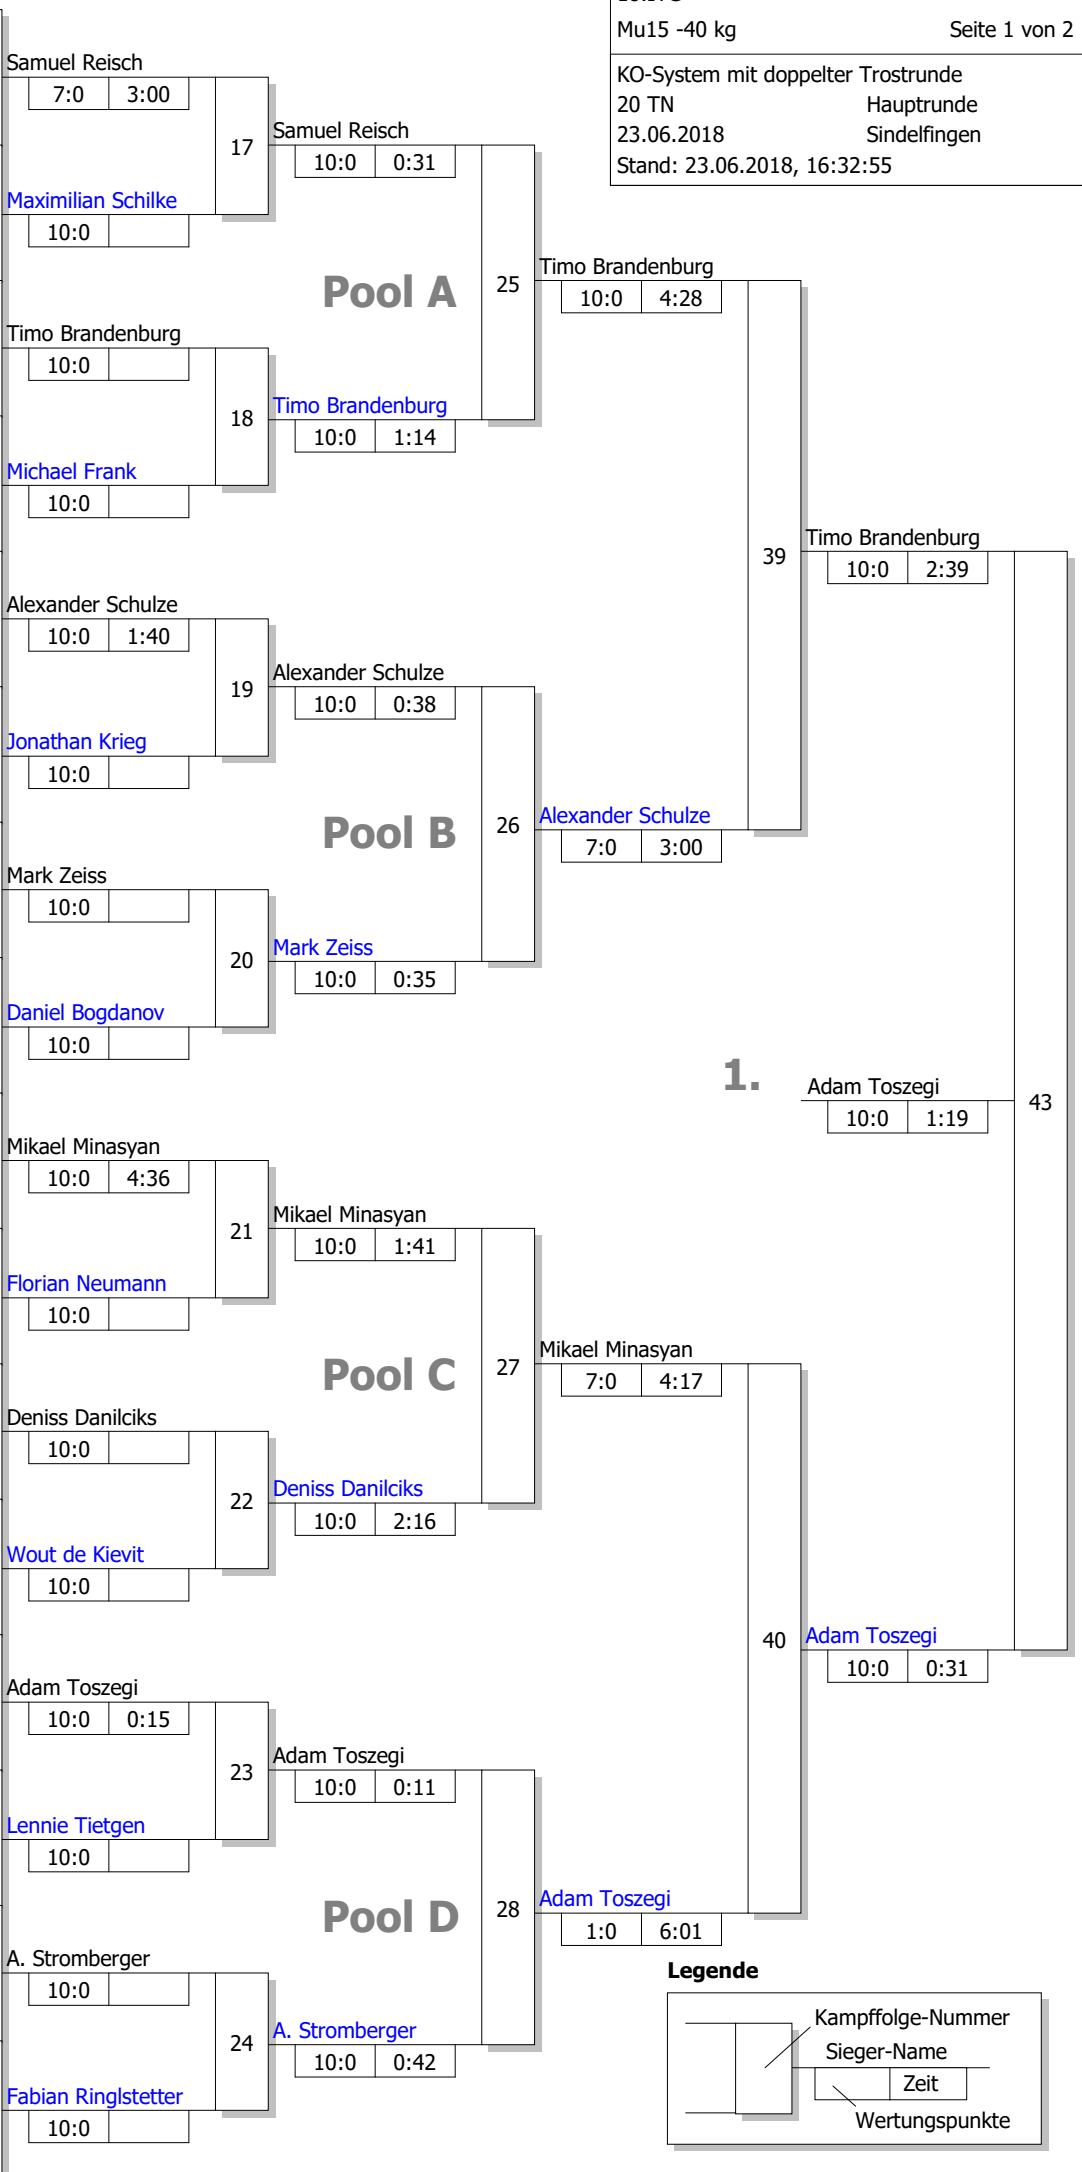 Mu15 -40 kg Seite 1 von 2
KO-System mit doppelter Trostrunde
20 TN Hauptrunde
23.06.2018 Sindelfingen
Stand: 23.06.2018, 16:32:55
Samuel Reisch
7:0 3:00
17
Samuel Reisch
10:0 0:31
Maximilian Schilke
10:0
Pool A
25
Timo Brandenburg
10:0 4:28
Timo Brandenburg
10:0
18
Timo Brandenburg
10:0 1:14
Michael Frank
10:0
39
Timo Brandenburg
10:0 2:39
Alexander Schulze
10:0 1:40
19
Alexander Schulze
10:0 0:38
Jonathan Krieg
10:0
Pool B
26
Alexander Schulze
7:0 3:00
Mark Zeiss
10:0
20
Mark Zeiss
10:0 0:35
Daniel Bogdanov
10:0
1.
Adam Toszegi
10:0 1:19
43
Mikael Minasyan
10:0 4:36
21
Mikael Minasyan
10:0 1:41
Florian Neumann
10:0
Pool C
27
Mikael Minasyan
7:0 4:17
Deniss Danilciks
10:0
22
Deniss Danilciks
10:0 2:16
Wout de Kievit
10:0
40
Adam Toszegi
10:0 0:31
Adam Toszegi
10:0 0:15
23
Adam Toszegi
10:0 0:11
Lennie Tietgen
10:0
Pool D
28
Adam Toszegi
1:0 6:01
A. Stromberger
10:0
24
A. Stromberger
10:0 0:42
Fabian Ringlstetter
10:0
Legende
Kampffolge-Nummer
Sieger-Name
Zeit
Wertungspunkte